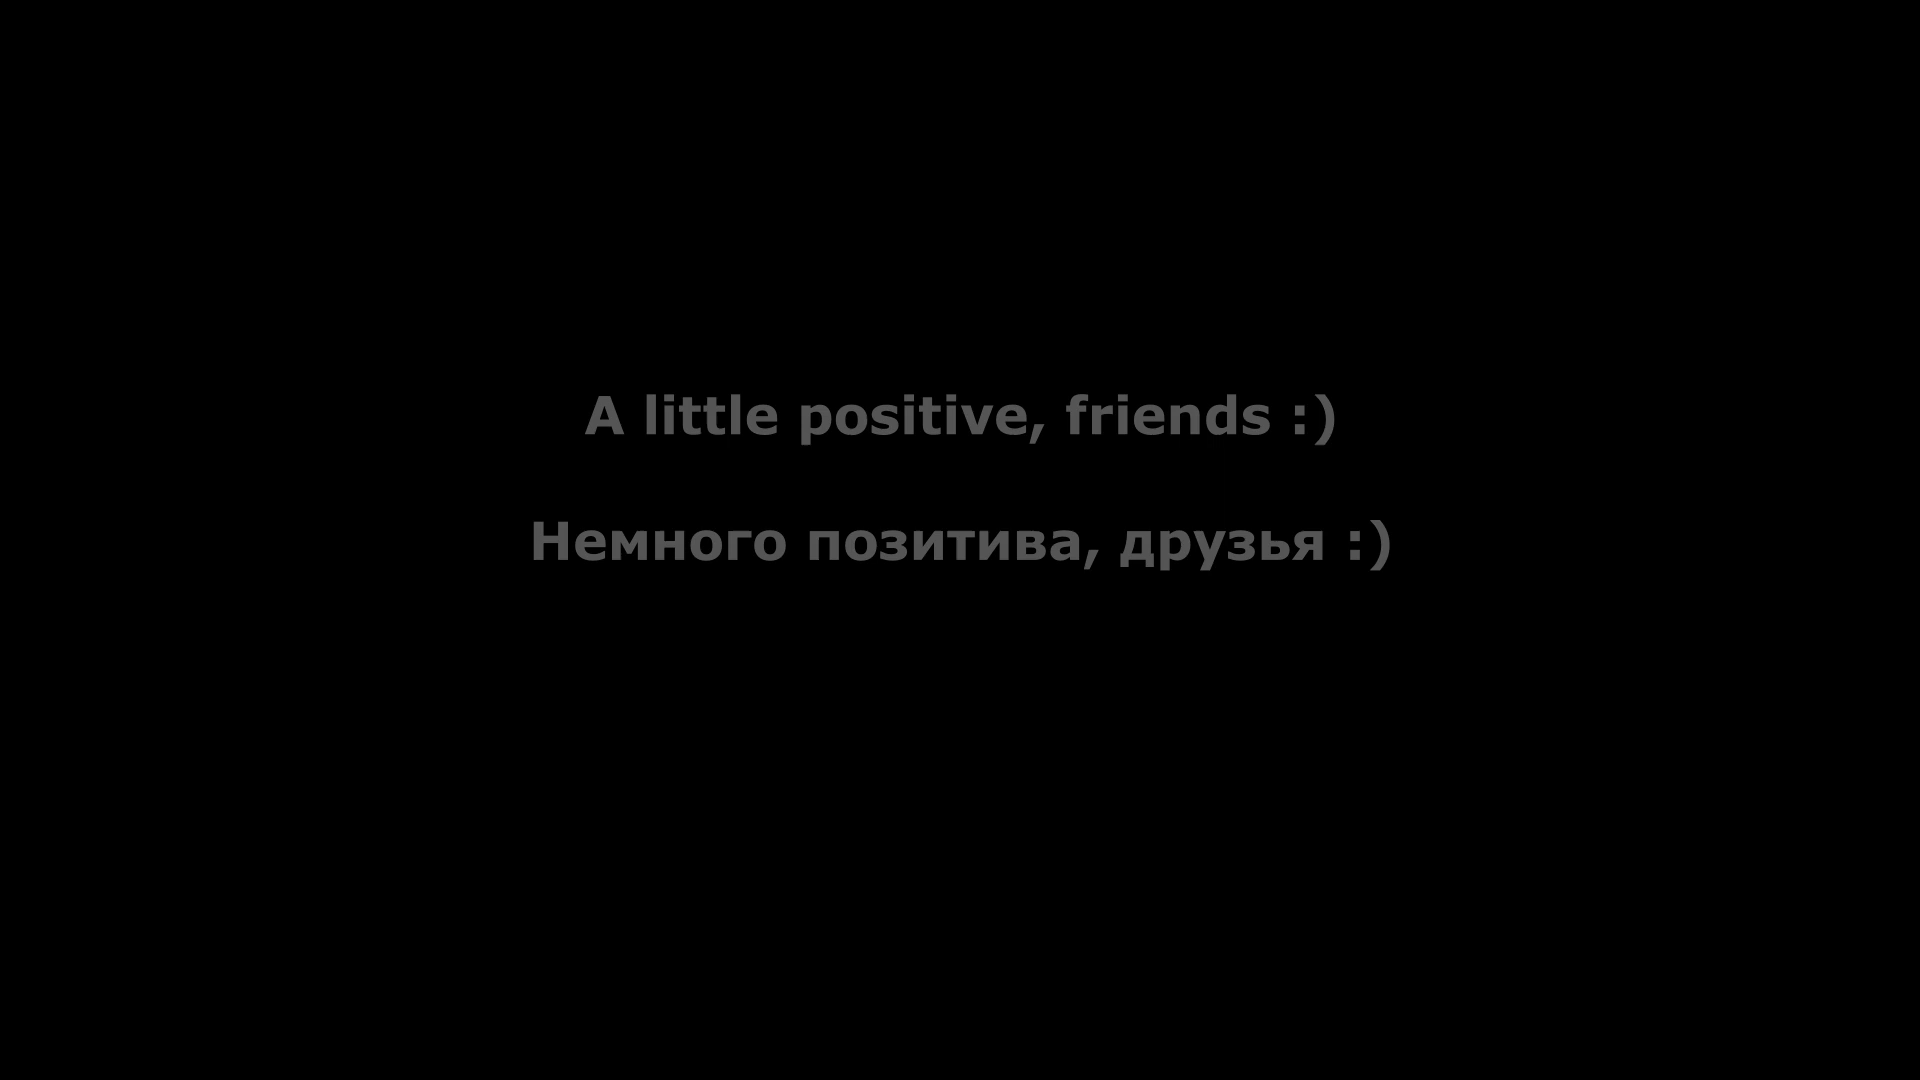 A little positive, friends :)
Немного позитива, друзья :)